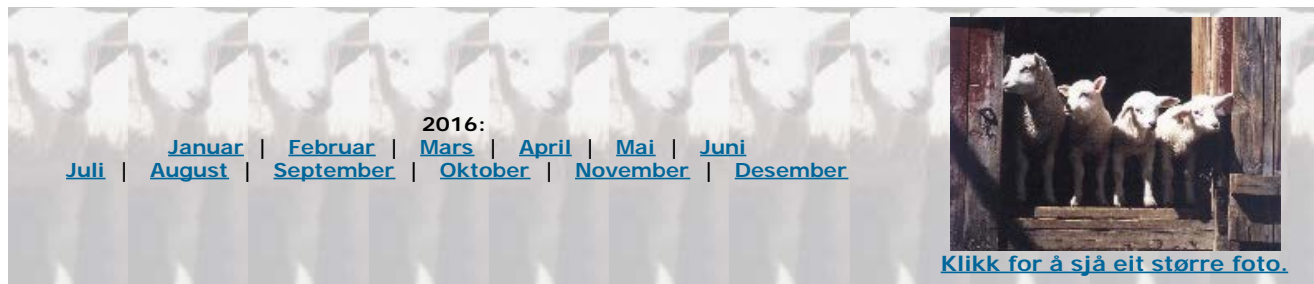 2016:
Januar | Februar | Mars | April | Mai | Juni
Juli | August | September | Oktober | November | Desember
Klikk for å sjå eit større foto.